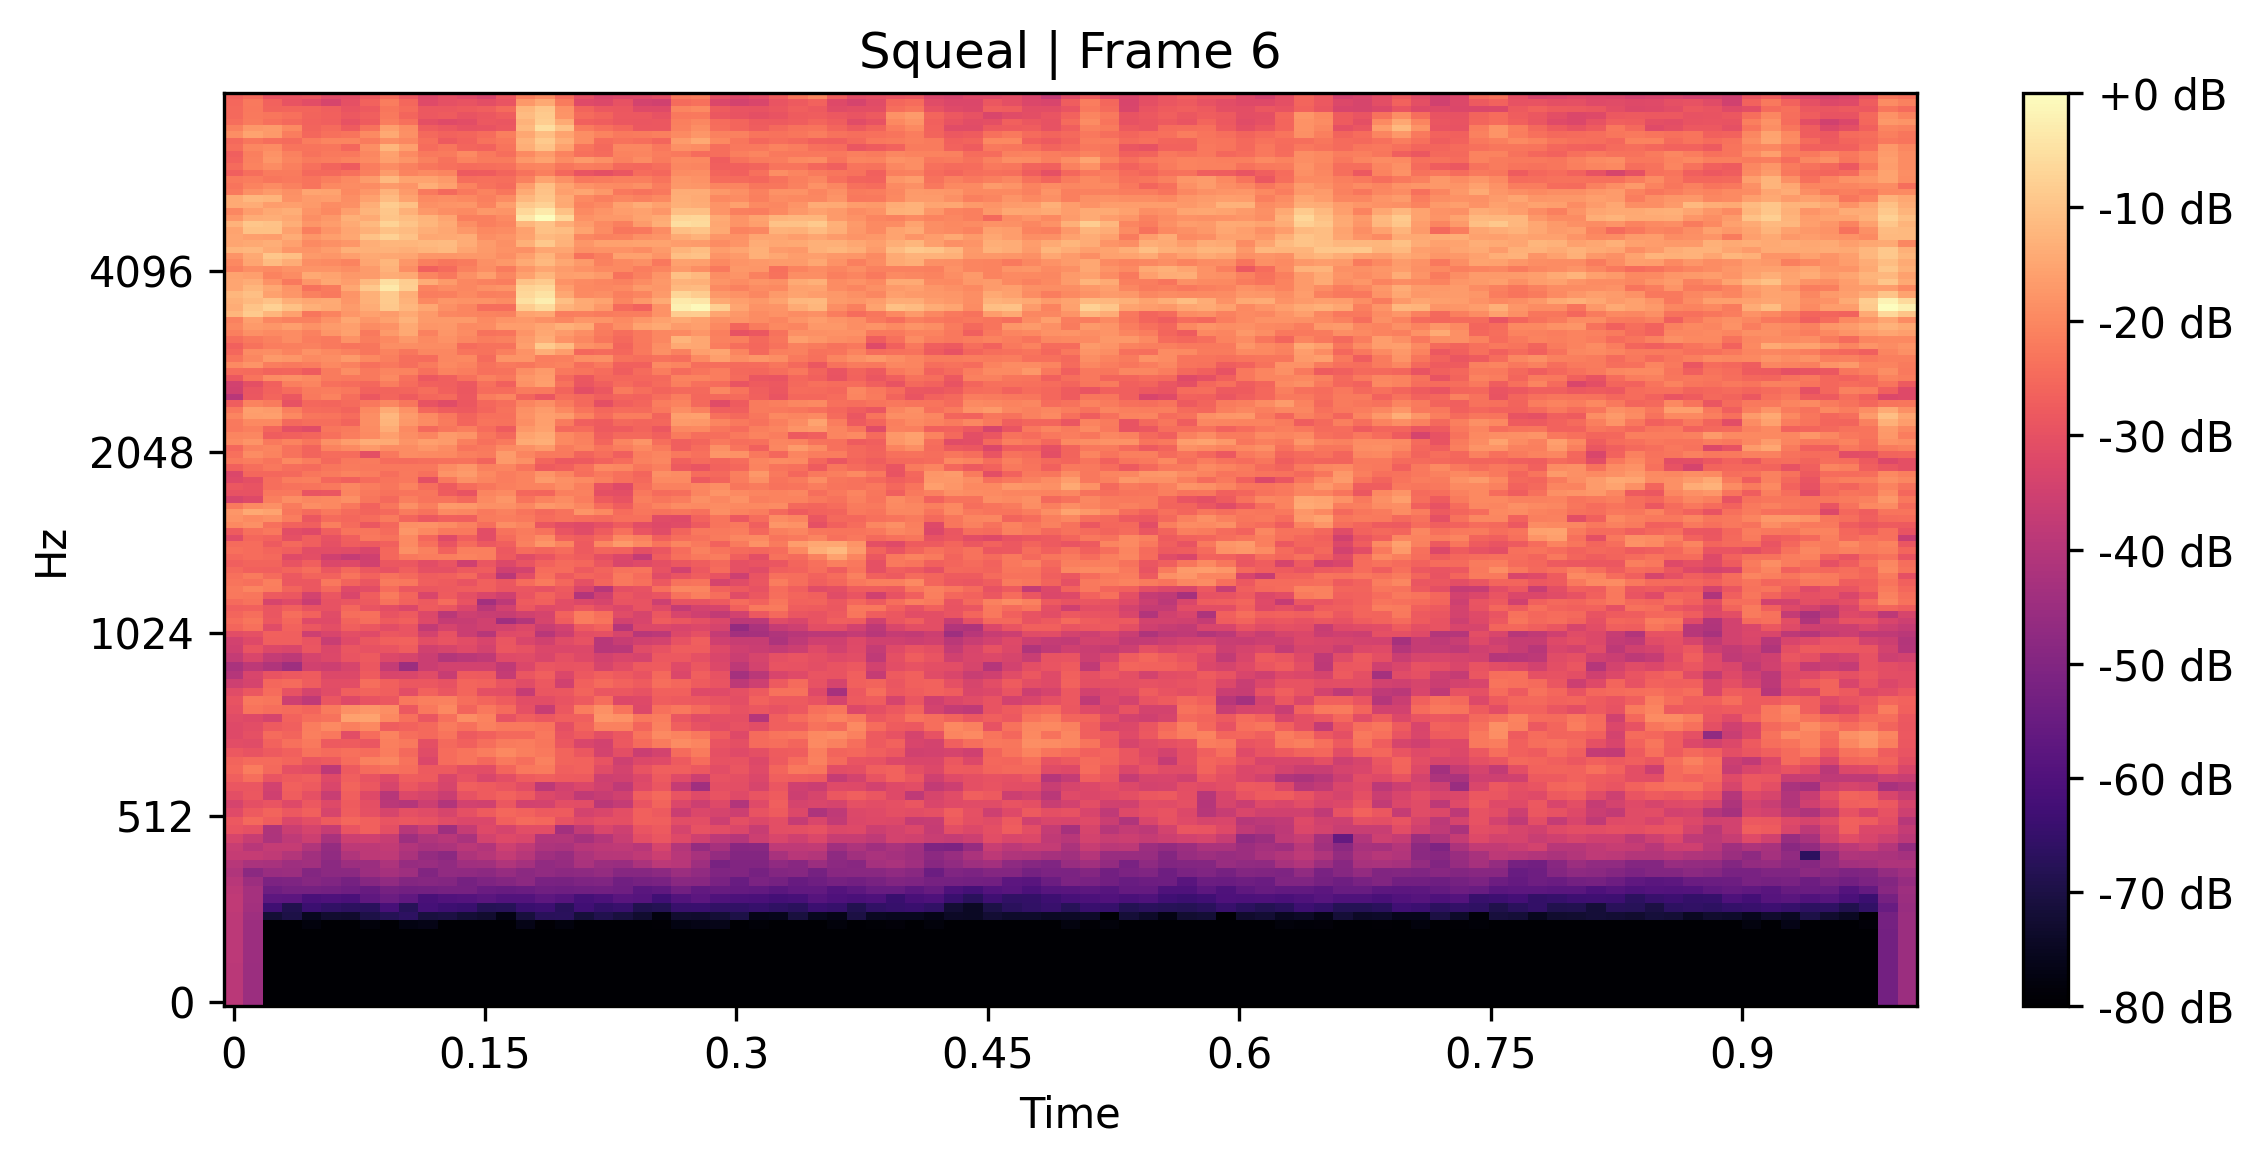 Squeal | Frame 6
+0 dB
-10 dB
-20 dB
-30 dB
-40 dB
-50 dB
-60 dB
-70 dB
-80 dB
Hz
4096
2048
1024
512
0
0 0.15 0.3 0.45 0.6 0.75 0.9
Time